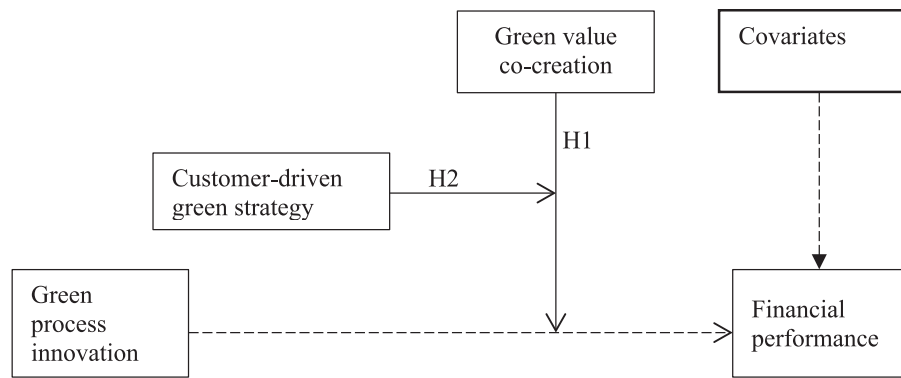 Green value
co-creation
Covariates
H1
Customer-driven
green strategy
H2
Green
process
innovation
Financial
performance